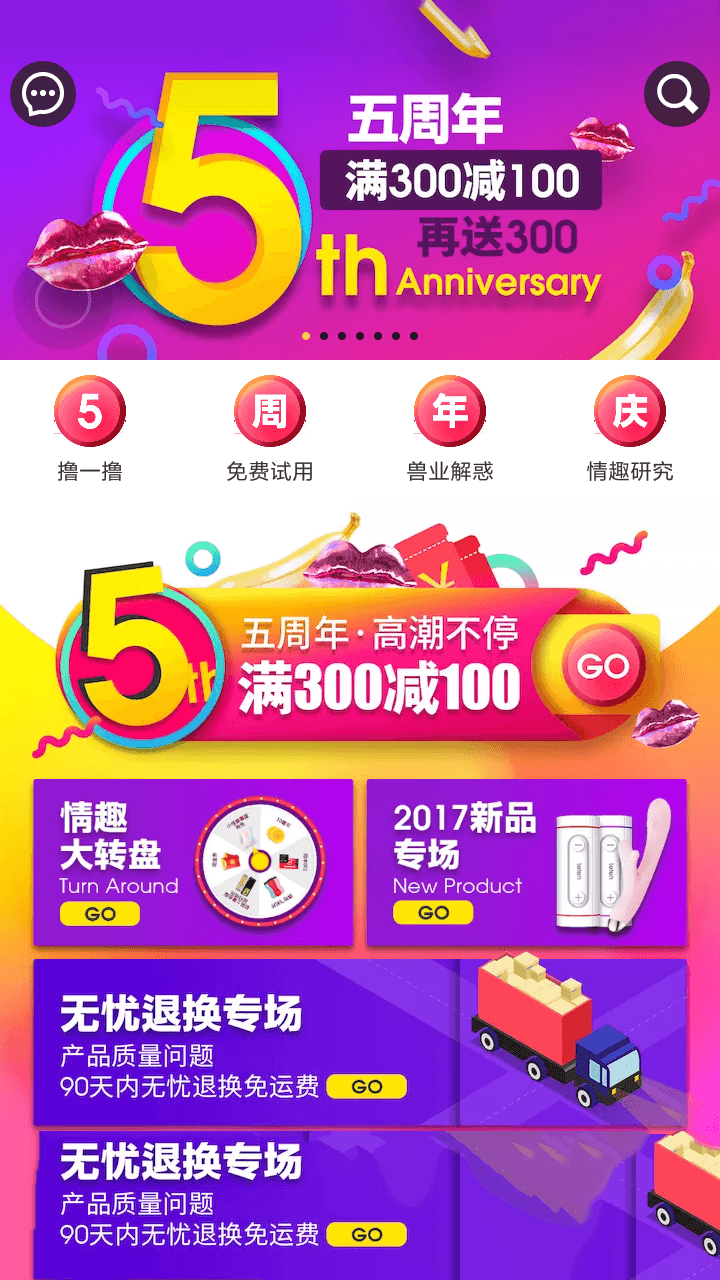 五周年
满300减100
再送300
5th Anniversary
5 周 年 庆
撸一撸 免费试用 兽业解惑 情趣研究
5th
五周年·高潮不停
满300减100
GO
情趣
大转盘
Turn Around
GO
2017新品
专场
New Product
GO
无忧退换专场
产品质量问题
90天内无忧退换免运费 GO
无忧退换专场
产品质量问题
90天内无忧退换免运费 GO